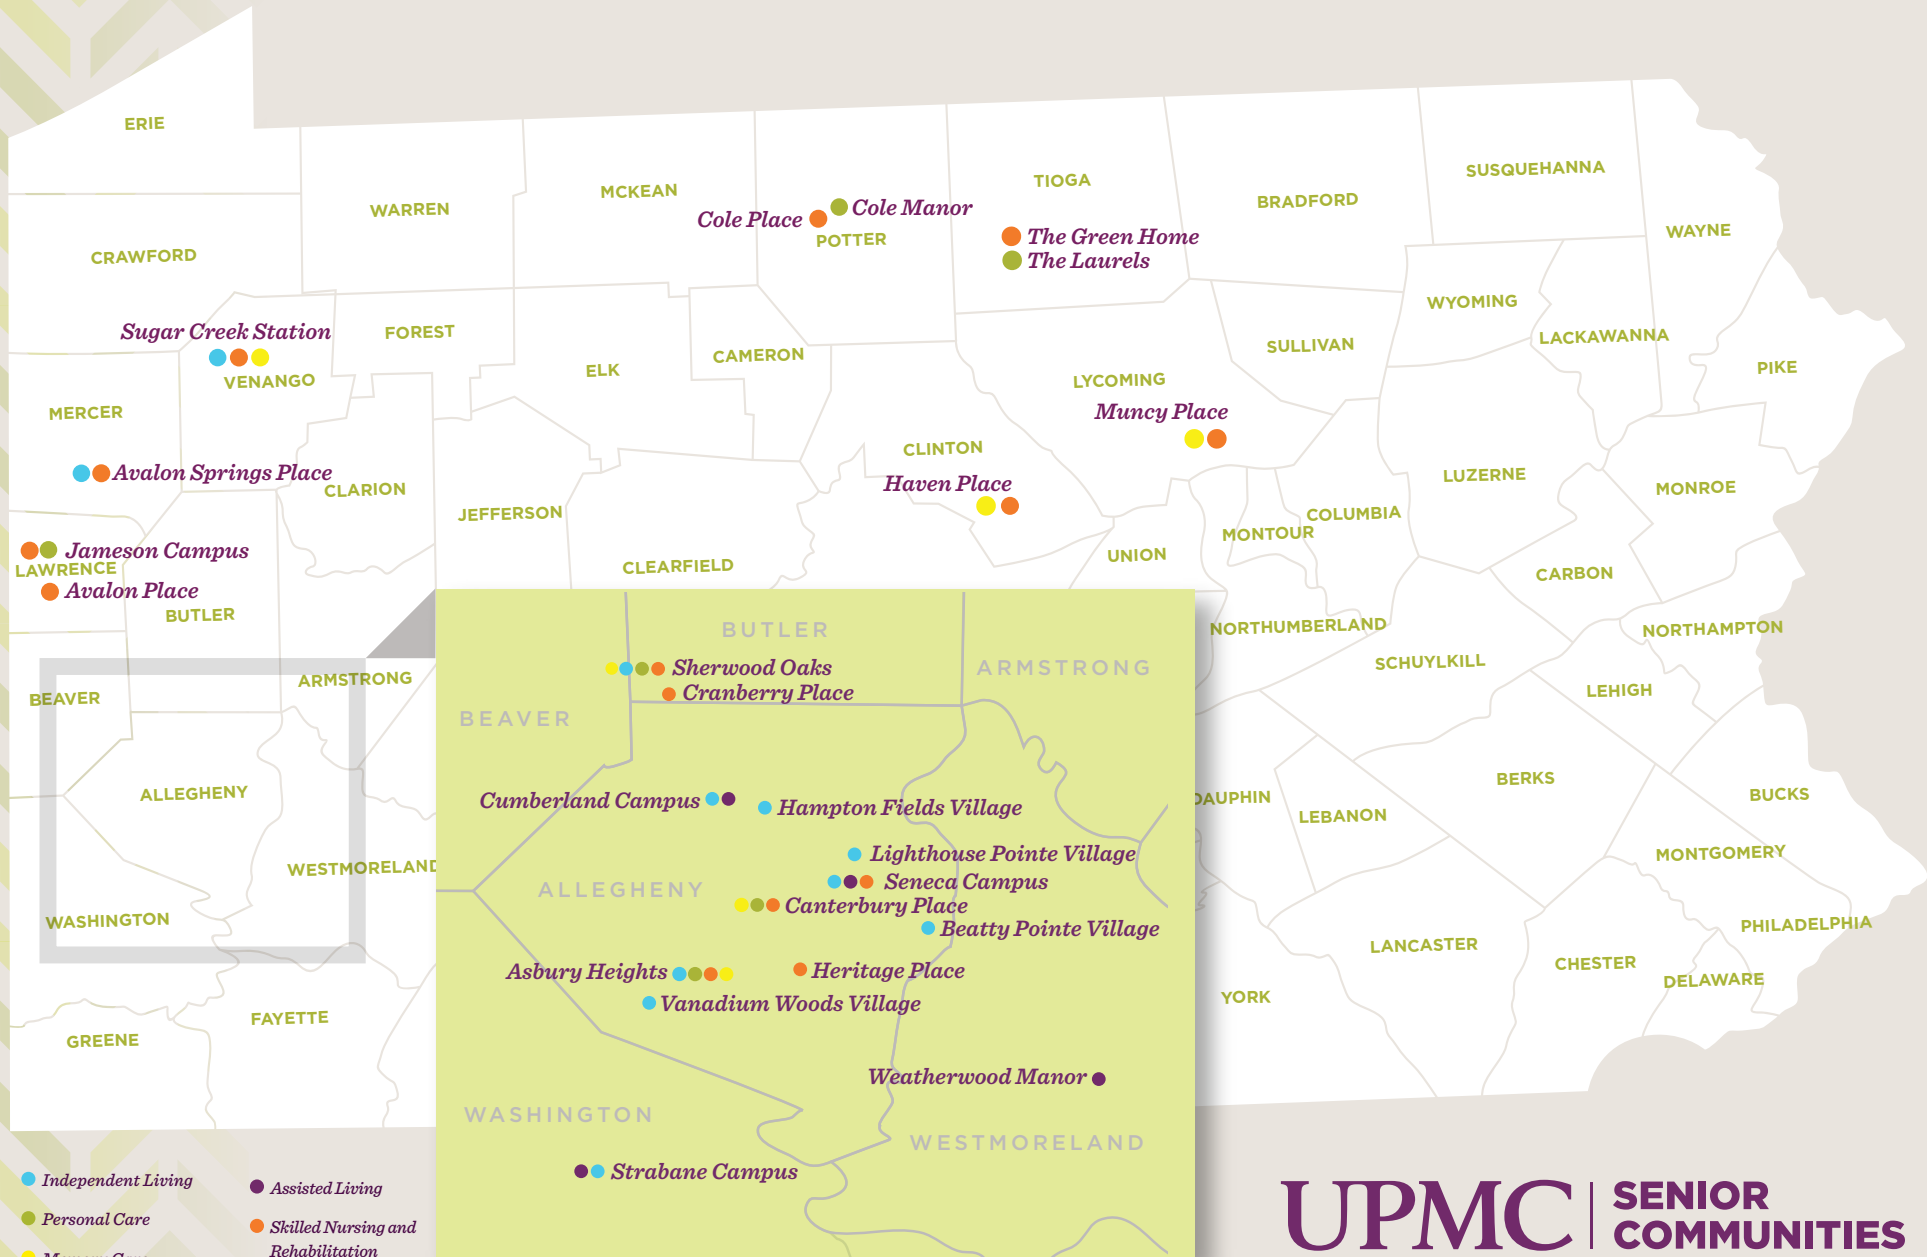 ERIE
WARREN
MCKEAN
TIOGA
BRADFORD
SUSQUEHANNA
WAYNE
CRAWFORD
Cole Place
Cole Manor
POTTER
The Green Home
The Laurels
Sugar Creek Station
VENANGO
FOREST
ELK
CAMERON
LYCOMING
Muncy Place
SULLIVAN
WYOMING
LACKAWANNA
PIKE
MERCER
Avalon Springs Place
CLARION
JEFFERSON
CLINTON
Haven Place
COLUMBIA
MONTOUR
LUZERNE
MONROE
Jameson Campus
LAWRENCE
Avalon Place
BUTLER
CLEARFIELD
UNION
CARBON
NORTHUMBERLAND
NORTHAMPTON
SCHUYLKILL
LEHIGH
BEAVER
ARMSTRONG
ALLEGHENY
WESTMORELAND
WASHINGTON
GREENE
FAYETTE
BUTLER
ARMSTRONG
Sherwood Oaks
Cranberry Place
BEAVER
Cumberland Campus
Hampton Fields Village
Lighthouse Pointe Village
Seneca Campus
ALLEGHENY
Canterbury Place
Beatty Pointe Village
Asbury Heights
Heritage Place
Vanadium Woods Village
Weatherwood Manor
WASHINGTON
WESTMORELAND
Strabane Campus
DAUPHIN
LEBANON
BERKS
BUCKS
MONTGOMERY
PHILADELPHIA
LANCASTER
CHESTER
DELAWARE
YORK
Independent Living
Personal Care
Memory Care
Assisted Living
Skilled Nursing and
Rehabilitation
UPMC
SENIOR
COMMUNITIES